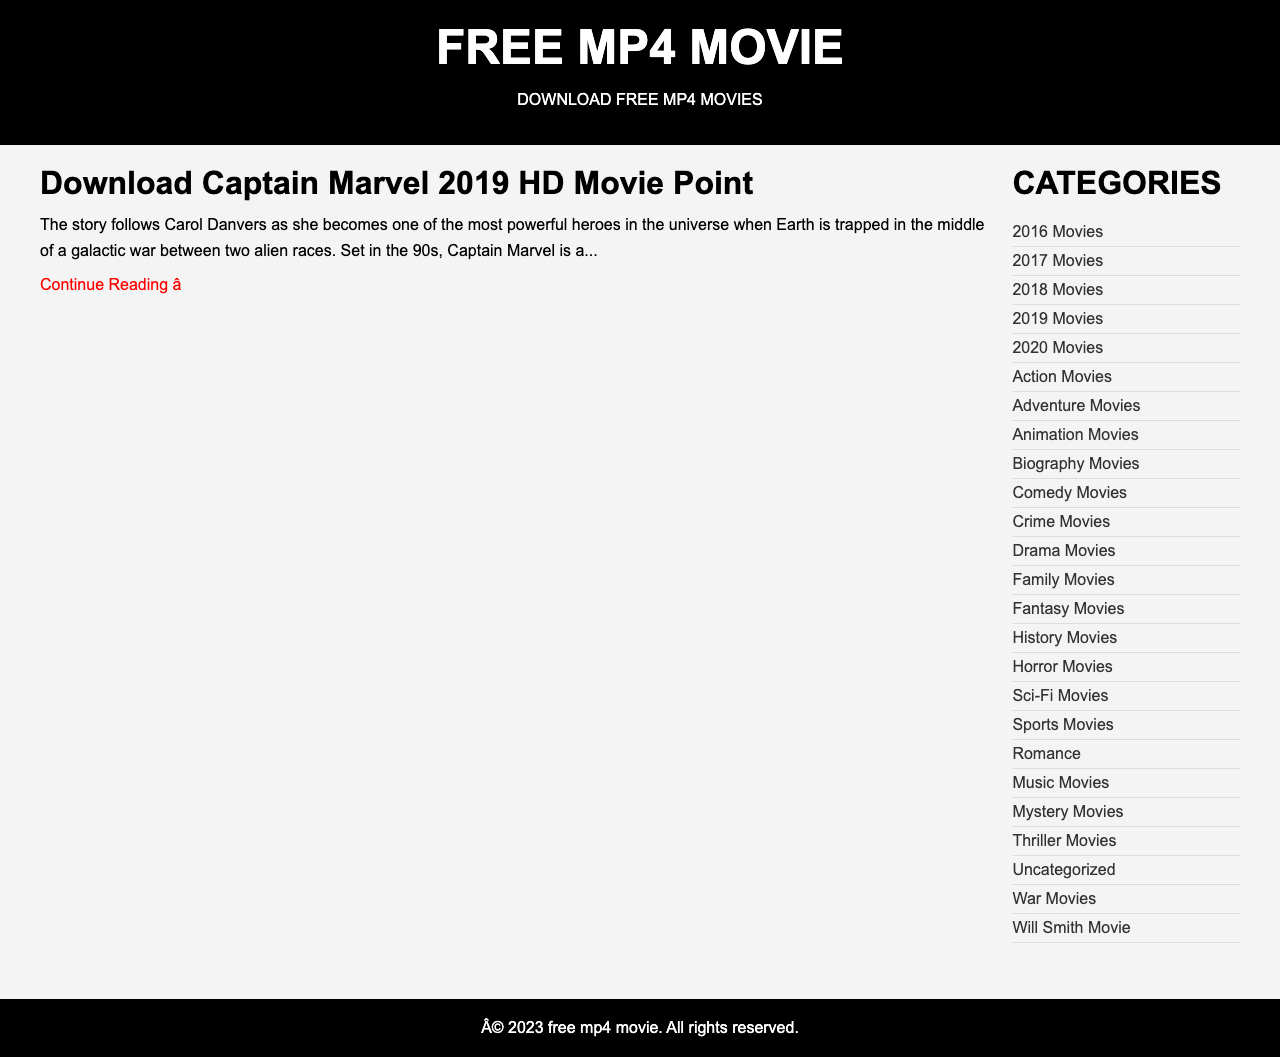 FREE MP4 MOVIE
DOWNLOAD FREE MP4 MOVIES
Download Captain Marvel 2019 HD Movie Point
The story follows Carol Danvers as she becomes one of the most powerful heroes in the universe when Earth is trapped in the middle
of a galactic war between two alien races. Set in the 90s, Captain Marvel is a...
Continue Reading â
CATEGORIES
2016 Movies
2017 Movies
2018 Movies
2019 Movies
2020 Movies
Action Movies
Adventure Movies
Animation Movies
Biography Movies
Comedy Movies
Crime Movies
Drama Movies
Family Movies
Fantasy Movies
History Movies
Horror Movies
Sci-Fi Movies
Sports Movies
Romance
Music Movies
Mystery Movies
Thriller Movies
Uncategorized
War Movies
Will Smith Movie
Â© 2023 free mp4 movie. All rights reserved.